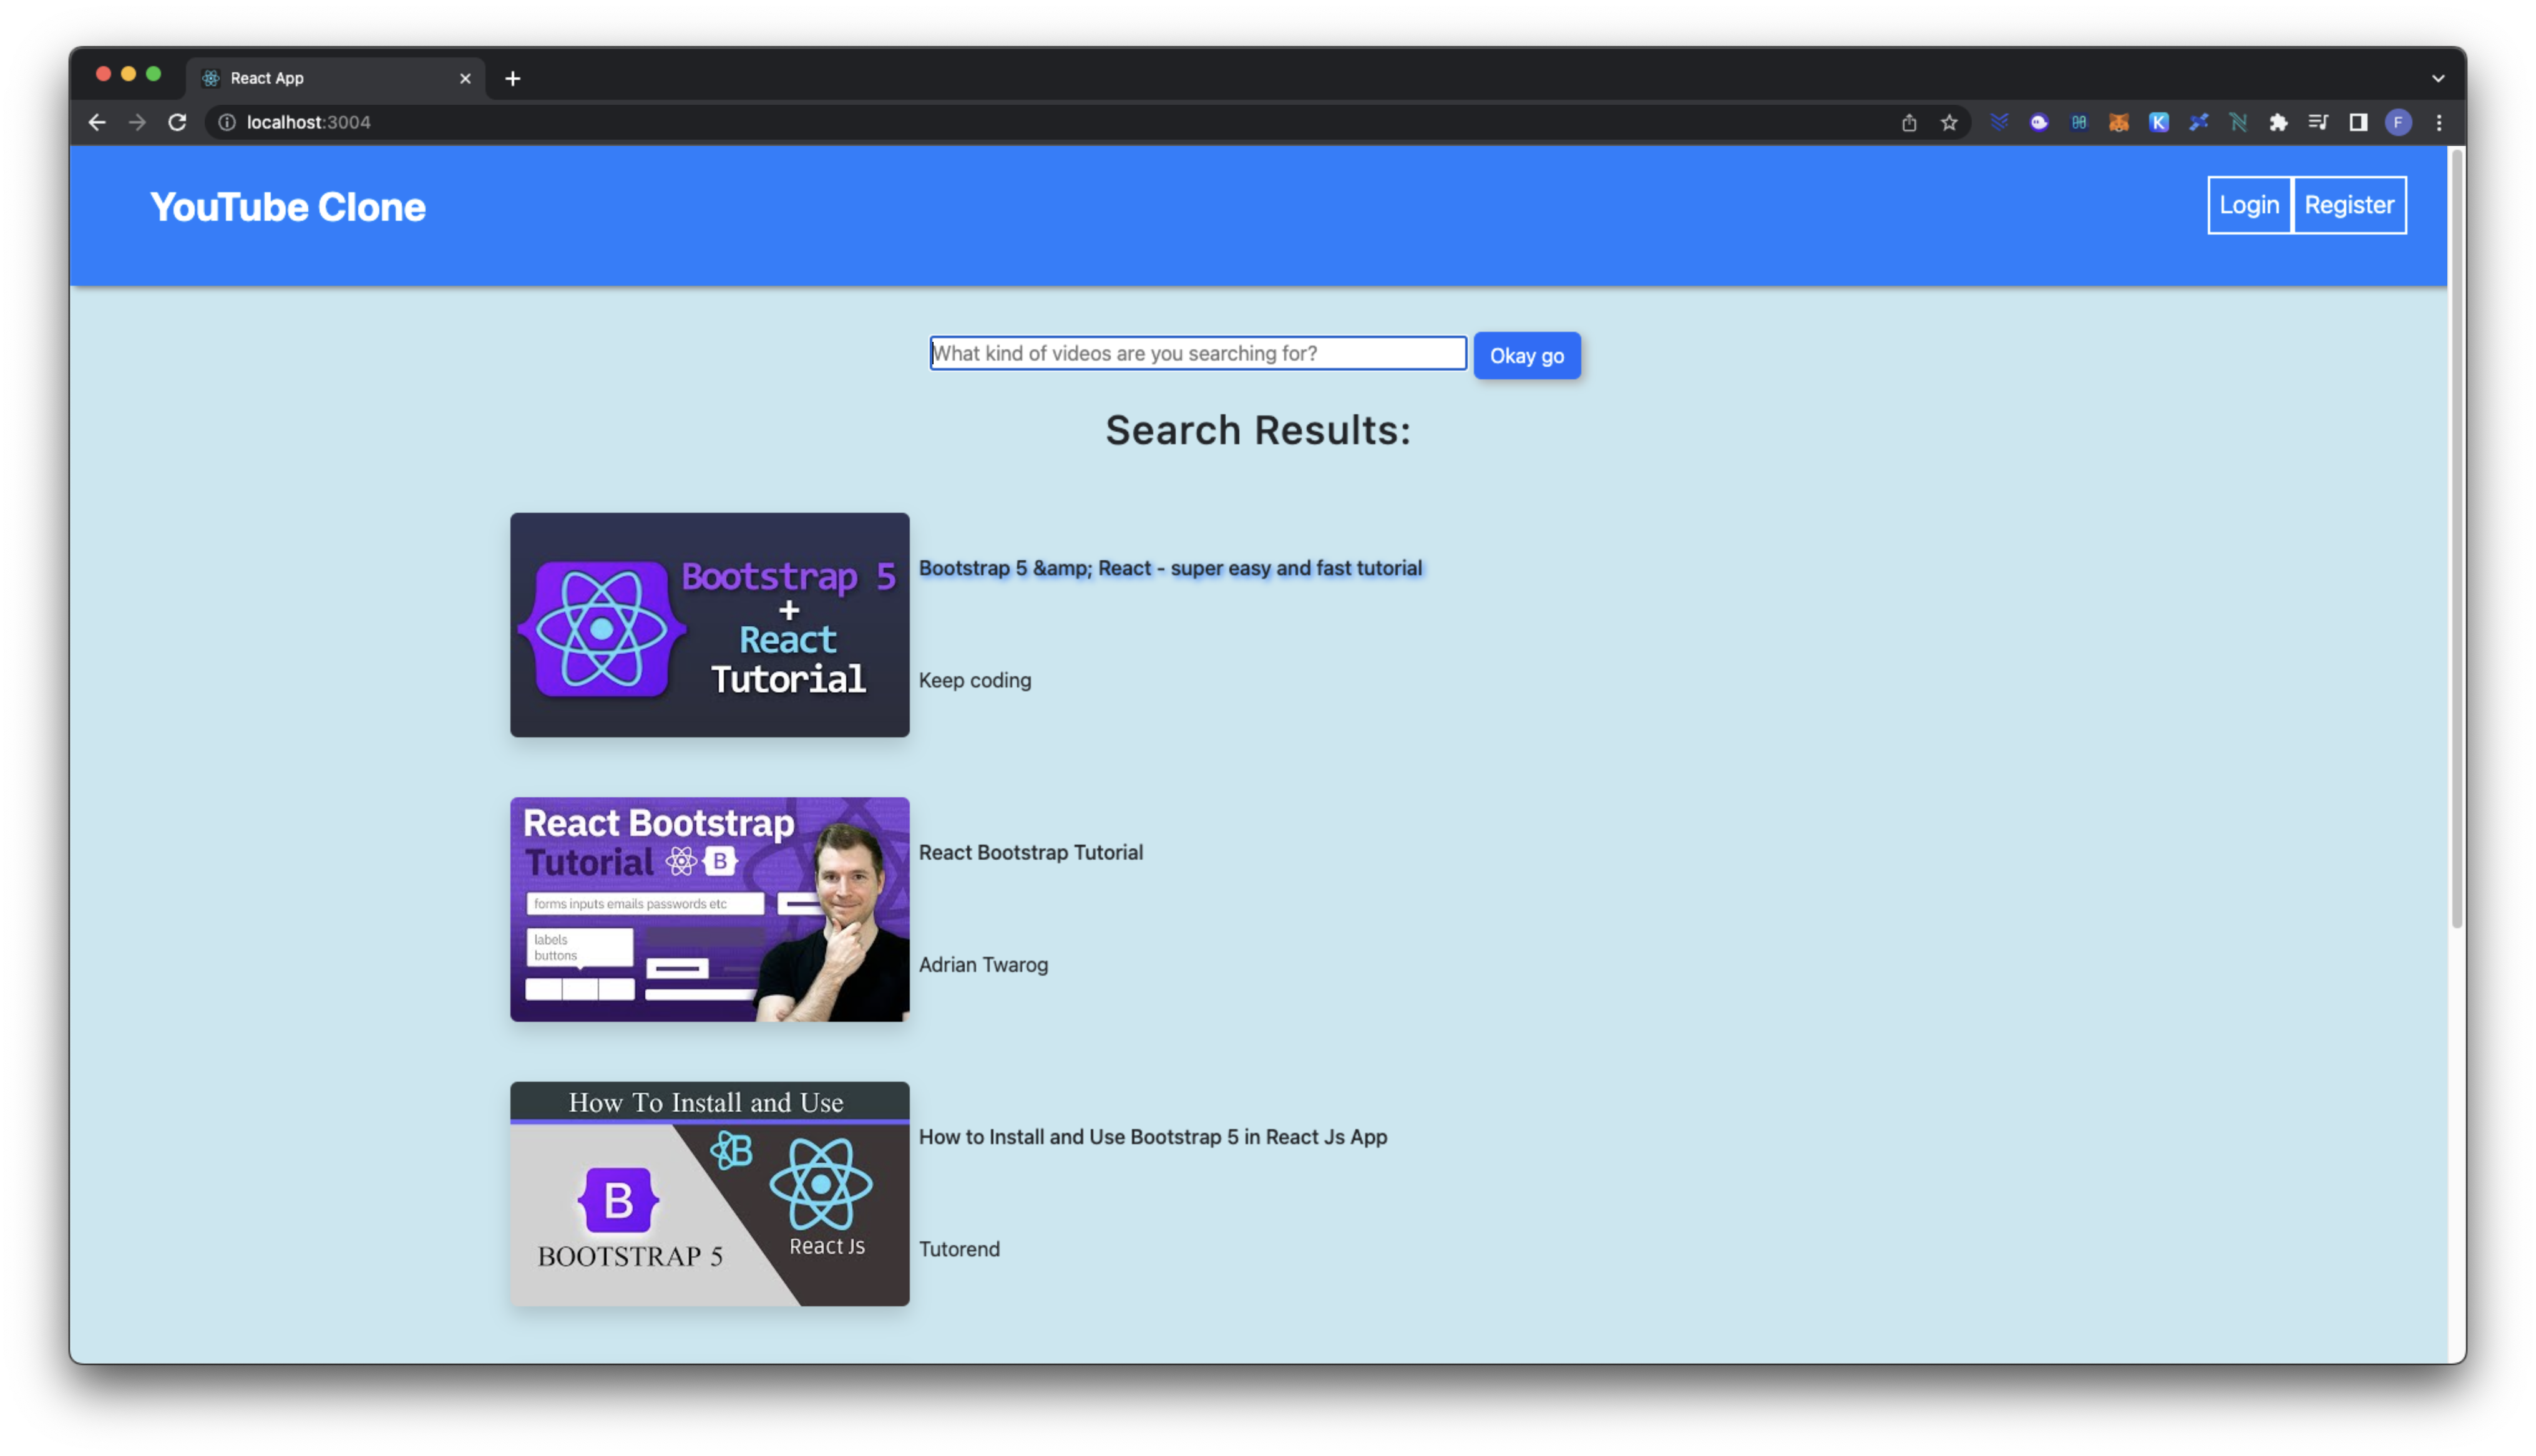 React App
localhost:3004
F
YouTube Clone
Login
Register
What kind of videos are you searching for?
Okay go
Search Results:
Bootstrap 5
+
React
Tutorial
Bootstrap 5 &amp; React - super easy and fast tutorial
Keep coding
React Bootstrap
Tutorial
B
forms inputs emails passwords etc
labels
buttons
React Bootstrap Tutorial
Adrian Twarog
How To Install and Use
B
B
BOOTSTRAP 5
React Js
How to Install and Use Bootstrap 5 in React Js App
Tutorend